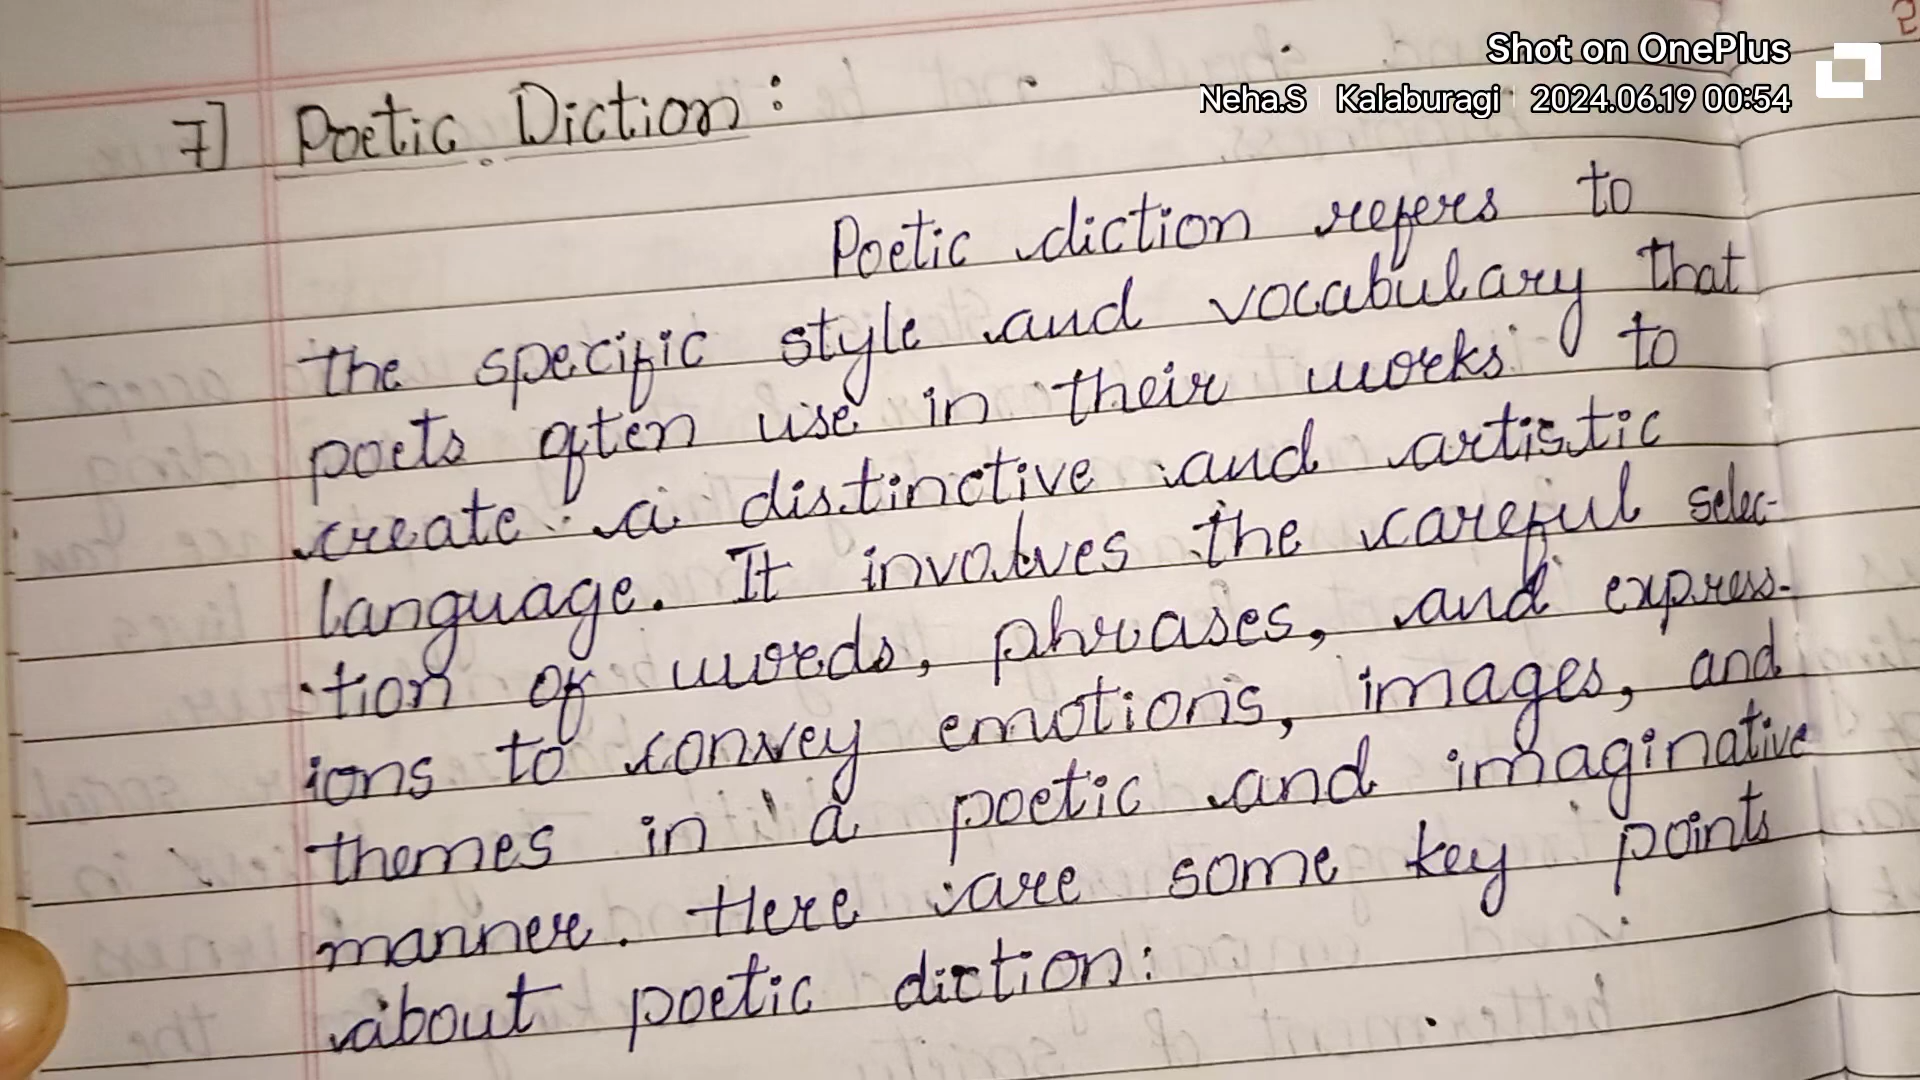 Shot on OnePlus
Neha.S | Kalaburagi | 2024.06.19 00:54
7] Poetic Diction:
Poetic diction refers to
the specific style and vocabulary that
poets often use in their works to
create a distinctive and artistic
language. It involves the careful selec-
tion of words, phrases, and express-
ions to convey emotions, images, and
themes in a poetic and imaginative
manner. Here are some key points
about poetic diction: